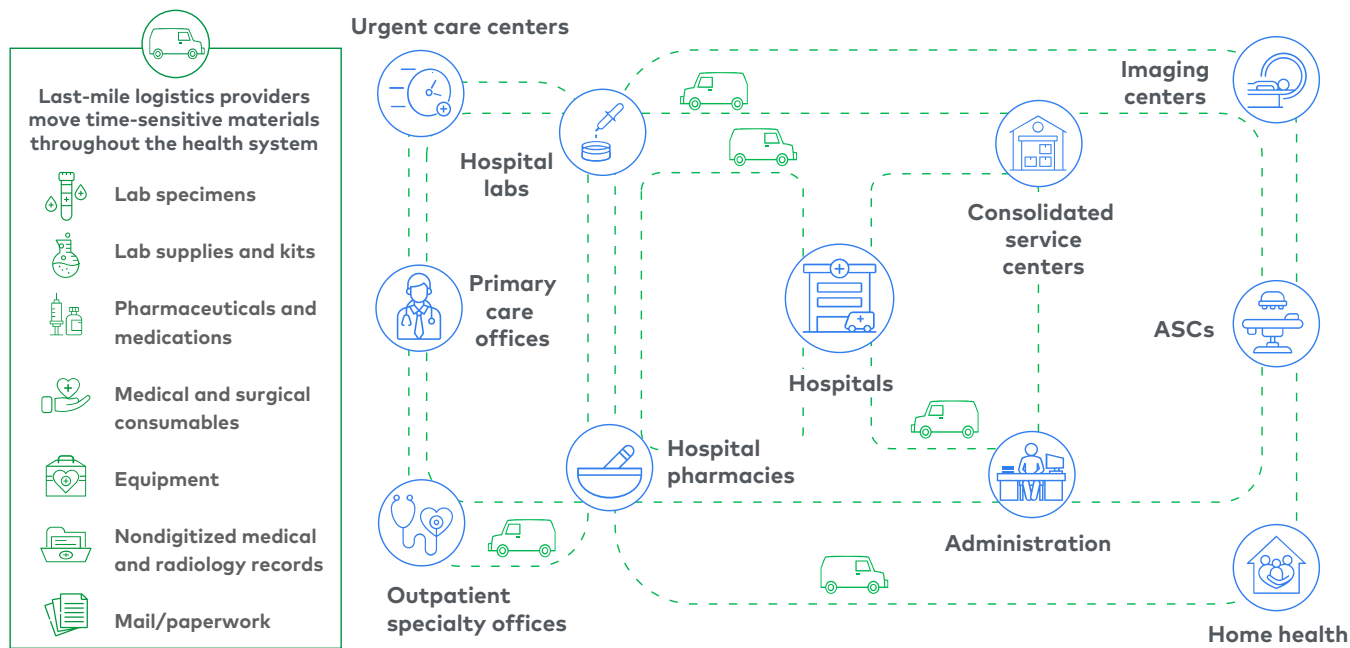 Last-mile logistics providers
move time-sensitive materials
throughout the health system
Lab specimens
Lab supplies and kits
Pharmaceuticals and
medications
Medical and surgical
consumables
Equipment
Nondigitized medical
and radiology records
Mail/paperwork
Urgent care centers
Hospital
labs
Imaging
centers
Consolidated
service
centers
Primary
care
offices
Hospitals
ASCs
Hospital
pharmacies
Administration
Outpatient
specialty offices
Home health